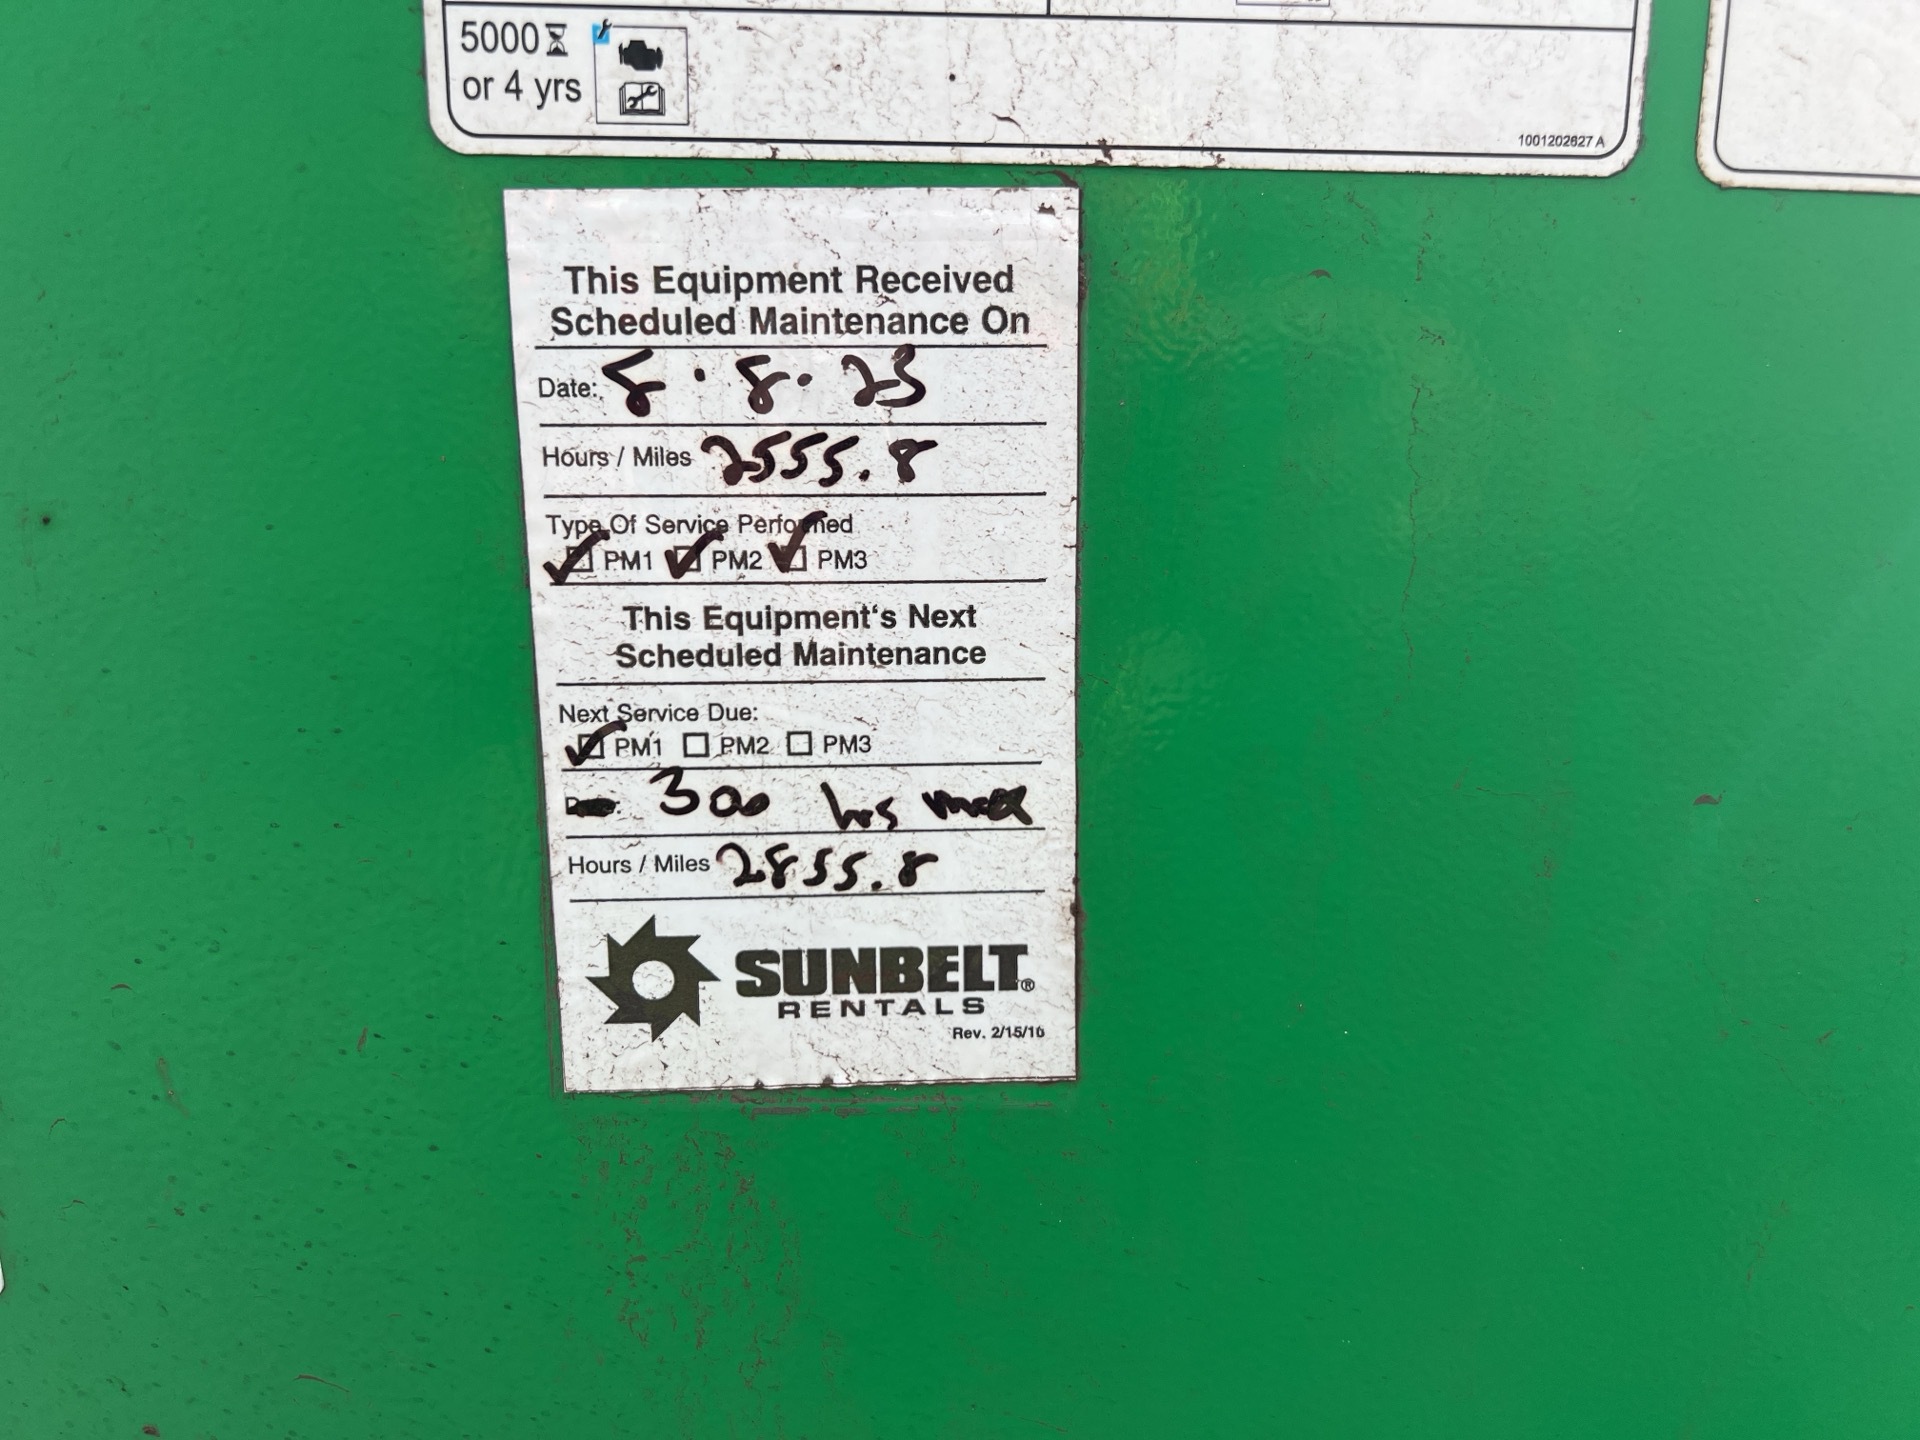 5000
or 4 yrs
1001202627 A
This Equipment Received
Scheduled Maintenance On
Date: 8.8.23
Hours / Miles 2555.8
Type Of Service Performed
PM1 PM2 PM3
This Equipment's Next
Scheduled Maintenance
Next Service Due:
PM1 PM2 PM3
300 hrs max
Hours / Miles 2855.8
SUNBELT®
RENTALS
Rev. 2/15/10